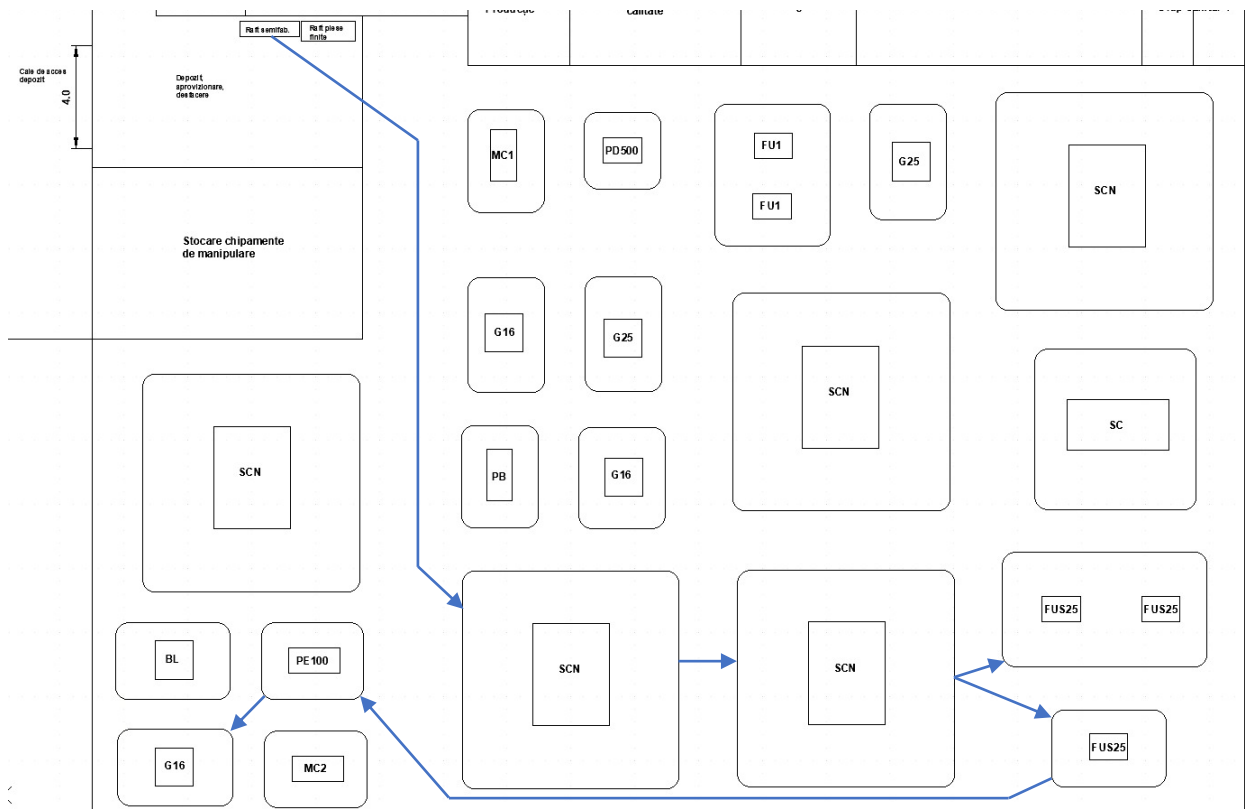 calitate
Raft semifab.
Raft piese
finite
Cale de acces
depozit
4.0
Depozit,
aprovizionare,
desfacere
MC1
PD500
FU1
G25
SCN
FU1
Stocare chipamente
de manipulare
G16
G25
SCN
SC
SCN
PB
G16
FUS25
FUS25
BL
PE100
SCN
SCN
G16
MC2
FUS25